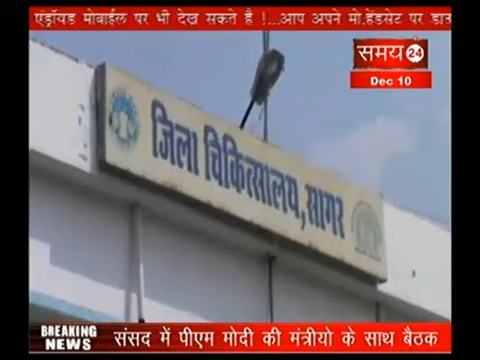 एंड्रॉयड मोबाईल पर भी देख सकते है !...आप अपने मो.हेंडसेट पर डाउ
समय 24
Dec 10
जिला चिकित्सालय, सागर
BREAKING NEWS
संसद में पीएम मोदी की मंत्रीयो के साथ बैठक